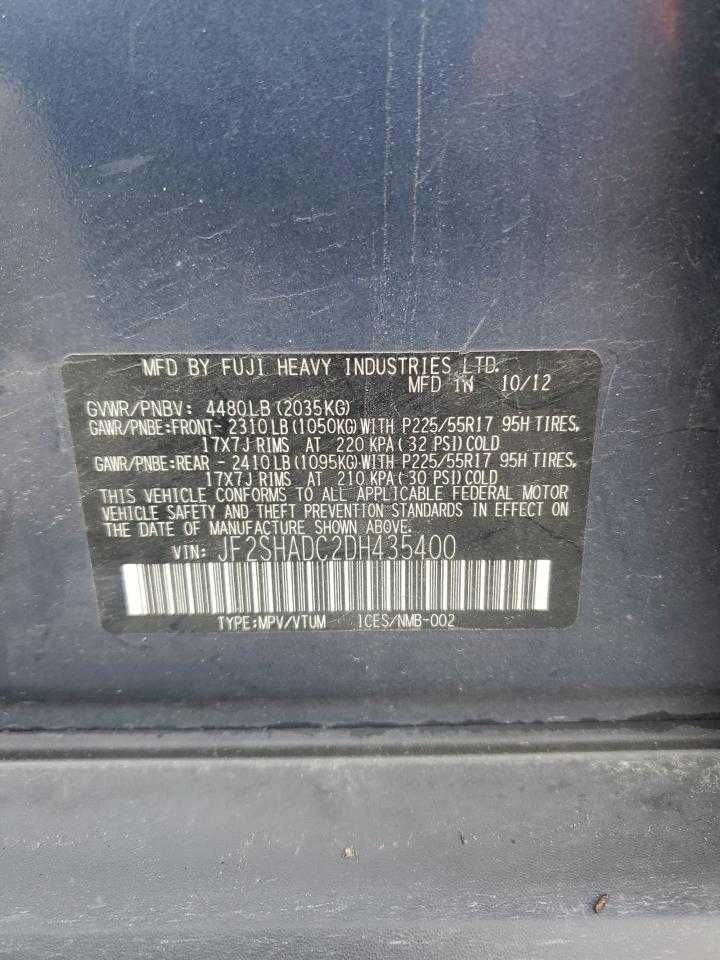 MFD BY FUJI HEAVY INDUSTRIES LTD.
MFD IN 10/12
GVWR/PNBV: 4480LB(2035KG)
GAWR/PNBE:FRONT- 2310LB(1050KG)WITH P225/55R17 95H TIRES,
17X7J RIMS AT 220 KPA(32 PSI)COLD
GAWR/PNBE:REAR - 2410LB(1095KG)WITH P225/55R17 95H TIRES,
17X7J RIMS AT 210 KPA(30 PSI)COLD
THIS VEHICLE CONFORMS TO ALL APPLICABLE FEDERAL MOTOR
VEHICLE SAFETY AND THEFT PREVENTION STANDARDS IN EFFECT ON
THE DATE OF MANUFACTURE SHOWN ABOVE.
VIN: JF2SHADC2DH435400
TYPE:MPV/VTUM ICES/NMB-002